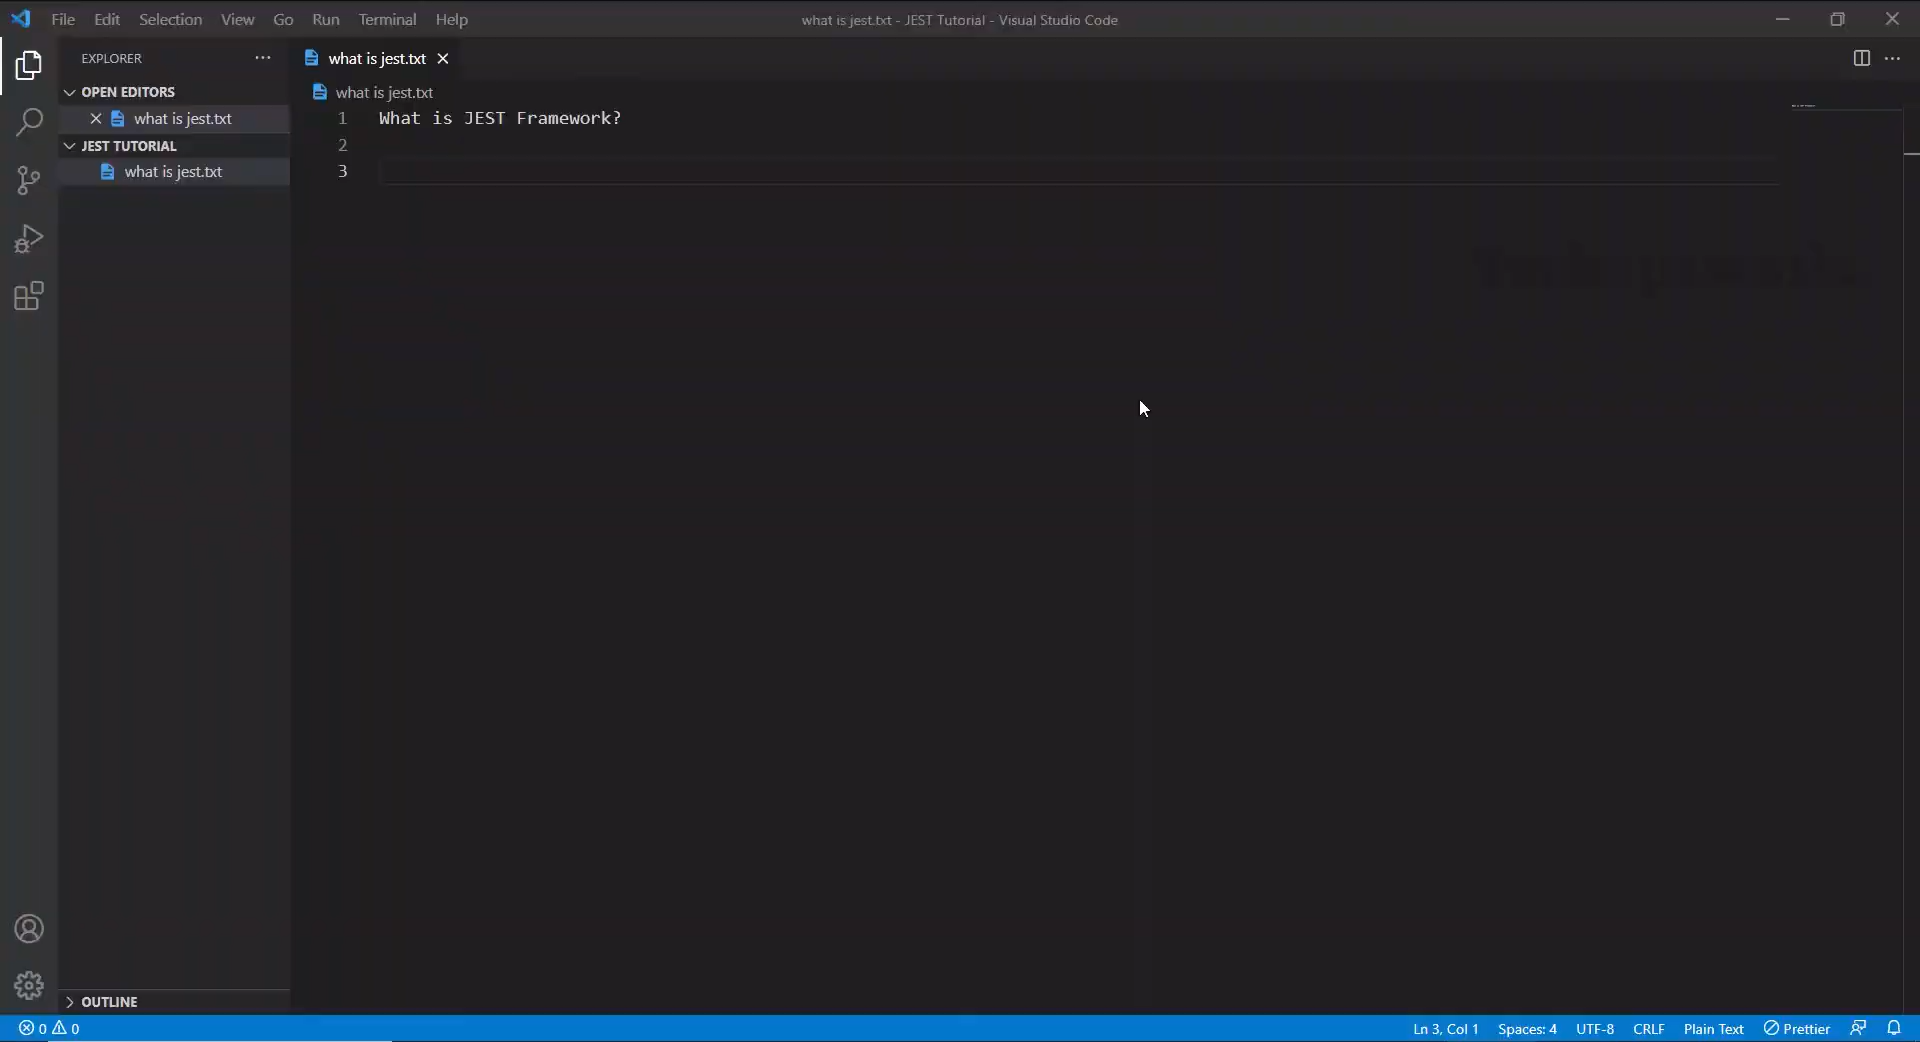 File Edit Selection View Go Run Terminal Help
what is jest.txt - JEST Tutorial - Visual Studio Code
EXPLORER
what is jest.txt
OPEN EDITORS
what is jest.txt
JEST TUTORIAL
what is jest.txt
what is jest.txt
1 What is JEST Framework?
2
3
OUTLINE
0 0
Ln 3, Col 1 Spaces: 4 UTF-8 CRLF Plain Text Prettier